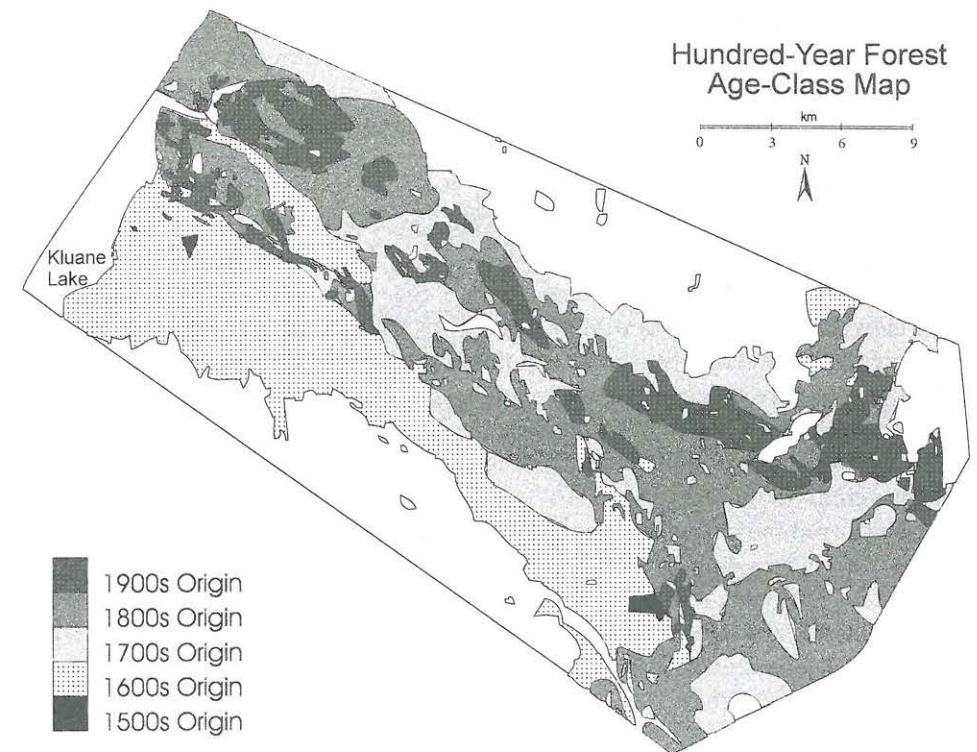 Hundred-Year Forest
Age-Class Map
km
0 3 6 9
N
Kluane
Lake
1900s Origin
1800s Origin
1700s Origin
1600s Origin
1500s Origin